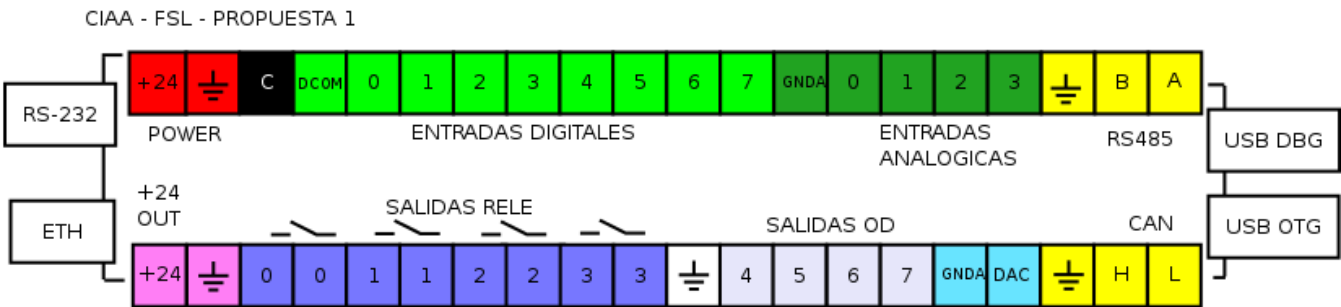 CIAA - FSL - PROPUESTA 1
+24 C DCOM 0 1 2 3 4 5 6 7 GNDA 0 1 2 3 B A
RS-232
POWER
ENTRADAS DIGITALES
ENTRADAS
ANALOGICAS
RS485
USB DBG
ETH
+24
OUT
SALIDAS RELE
SALIDAS OD
CAN
USB OTG
+24 0 0 1 1 2 2 3 3 4 5 6 7 GNDA DAC H L